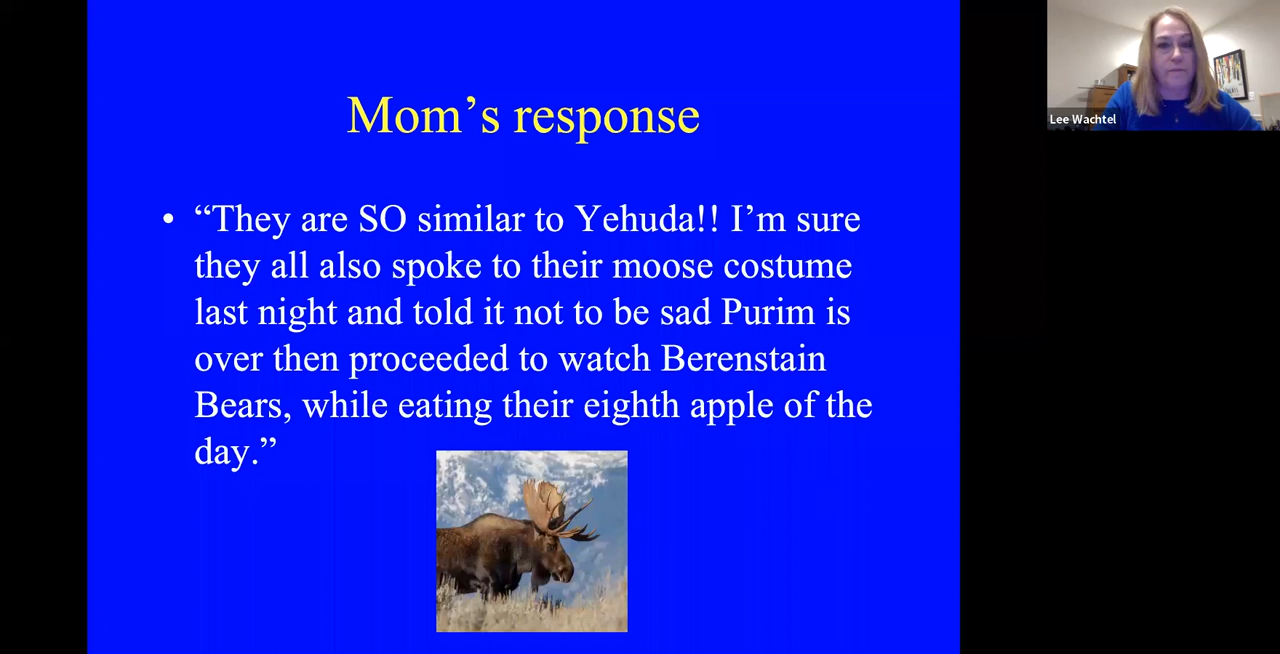 Mom’s response
• “They are SO similar to Yehuda!! I’m sure
they all also spoke to their moose costume
last night and told it not to be sad Purim is
over then proceeded to watch Berenstain
Bears, while eating their eighth apple of the
day.”
Lee Wachtel